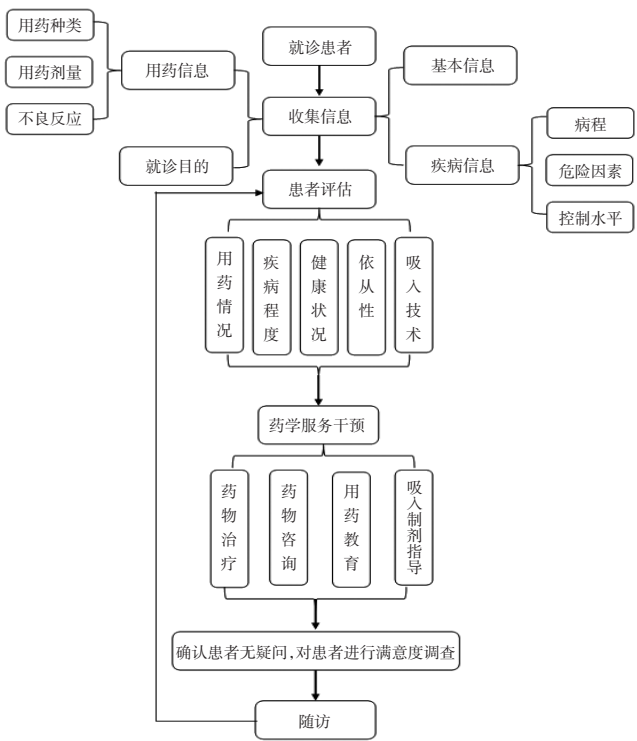 用药种类
用药剂量
不良反应
用药信息
就诊目的
就诊患者
收集信息
基本信息
疾病信息
病程
危险因素
控制水平
患者评估
用药情况
疾病程度
健康状况
依从性
吸入技术
药学服务干预
药物治疗
药物咨询
用药教育
吸入制剂指导
确认患者无疑问,对患者进行满意度调查
随访